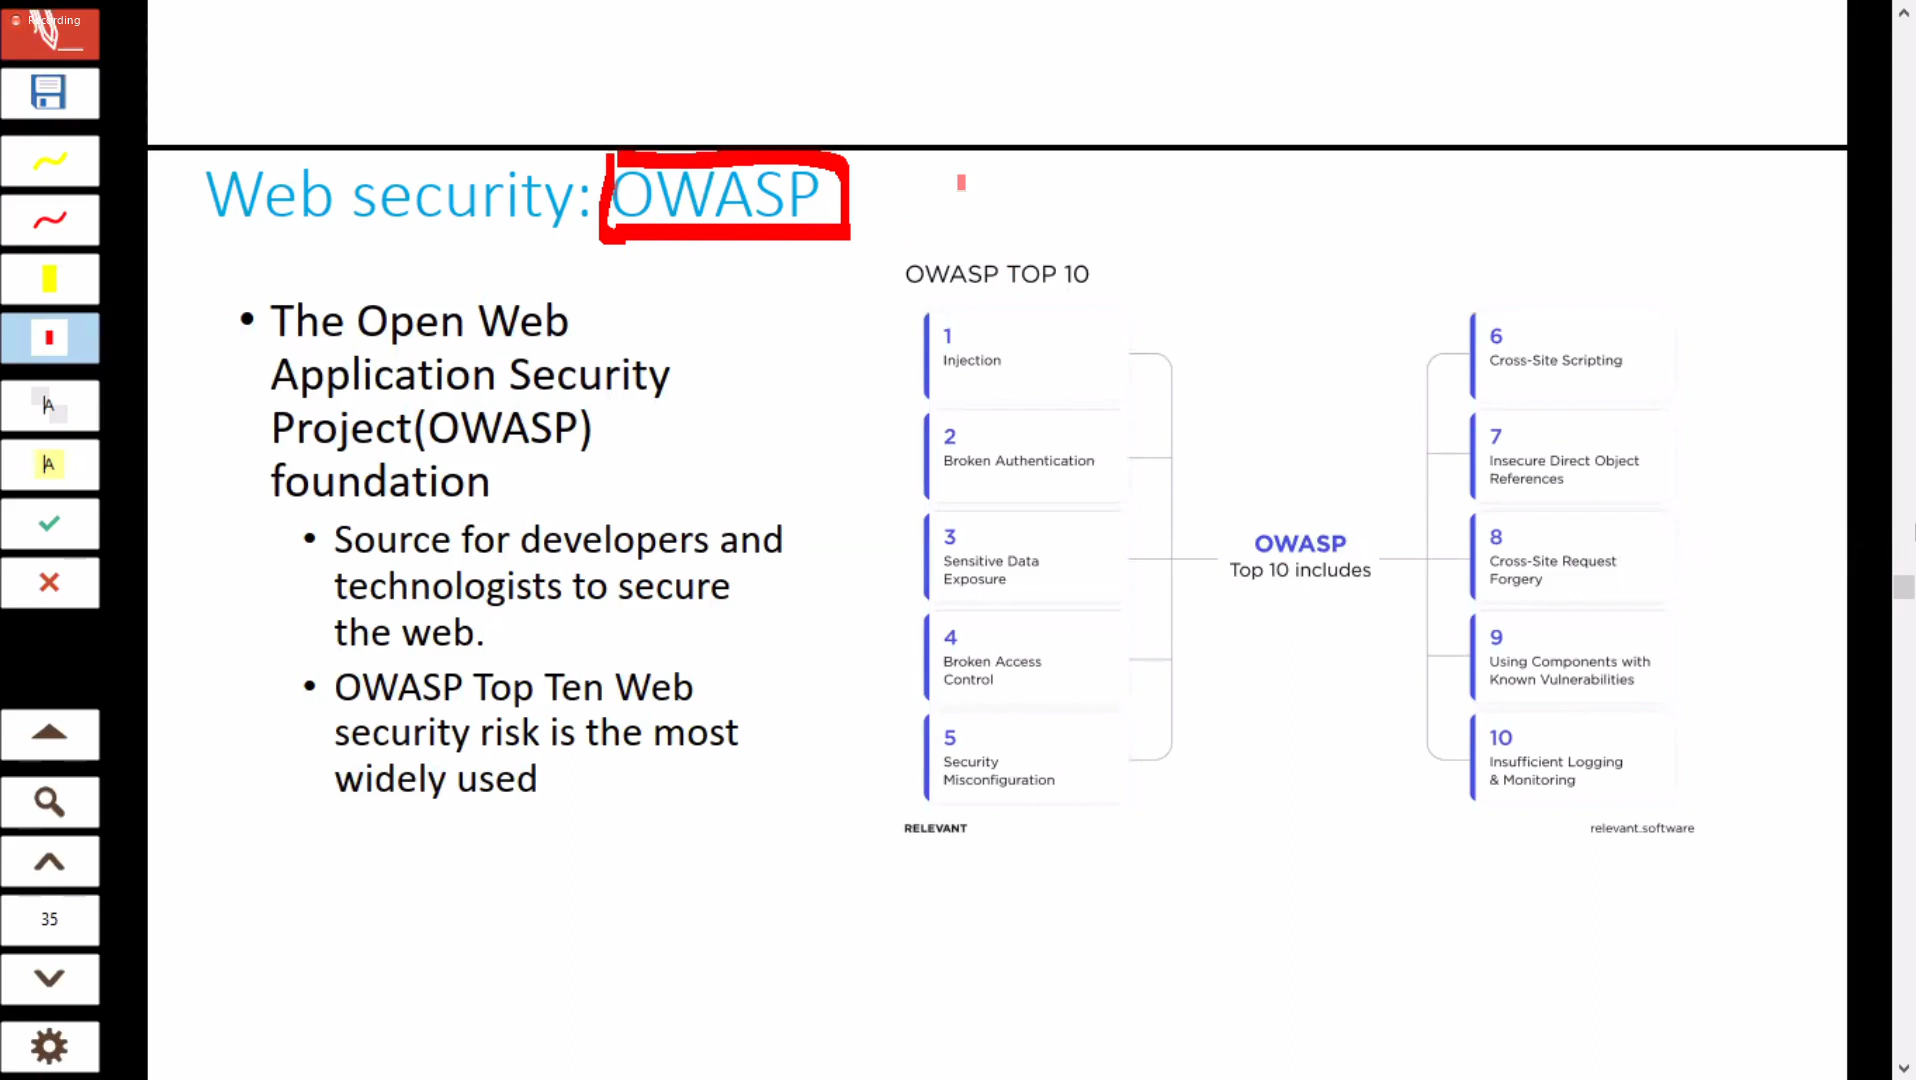 Recording
Web security: OWASP
• The Open Web
Application Security
Project(OWASP)
foundation
• Source for developers and
technologists to secure
the web.
• OWASP Top Ten Web
security risk is the most
widely used
OWASP TOP 10
1
Injection
2
Broken Authentication
3
Sensitive Data
Exposure
4
Broken Access
Control
5
Security
Misconfiguration
OWASP
Top 10 includes
6
Cross-Site Scripting
7
Insecure Direct Object
References
8
Cross-Site Request
Forgery
9
Using Components with
Known Vulnerabilities
10
Insufficient Logging
& Monitoring
RELEVANT
relevant.software
A
A
35